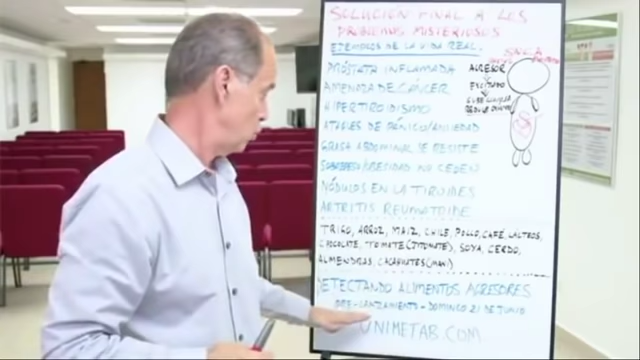 SOLUCIÓN FINAL A LOS
PROBLEMAS MISTERIOSOS
EJEMPLOS DE LA VIDA REAL.
PRÓSTATA INFLAMADA
AMENAZA DE CÁNCER
HIPERTIROIDISMO
ATAQUES DE PÁNICO/ANSIEDAD
GRASA ABDOMINAL SE RESISTE
SOBREPESO/OBESIDAD NO CEDEN
NÓDULOS EN LA TIROIDES
ARTRITIS REUMATOIDE
AGRESOR
EXCITADO
TRIGO, ARROZ, MAIZ, CHILE, POLLO, CAFÉ, LÁCTEOS,
CHOCOLATE, TOMATE (JITOMATE), SOYA, CERDO,
ALMENDRAS, CACAHUATES (MANÍ)
DETECTANDO ALIMENTOS AGRESORES
PRE-LANZAMIENTO - DOMINGO 21 DE JUNIO
UNIMETAB.COM